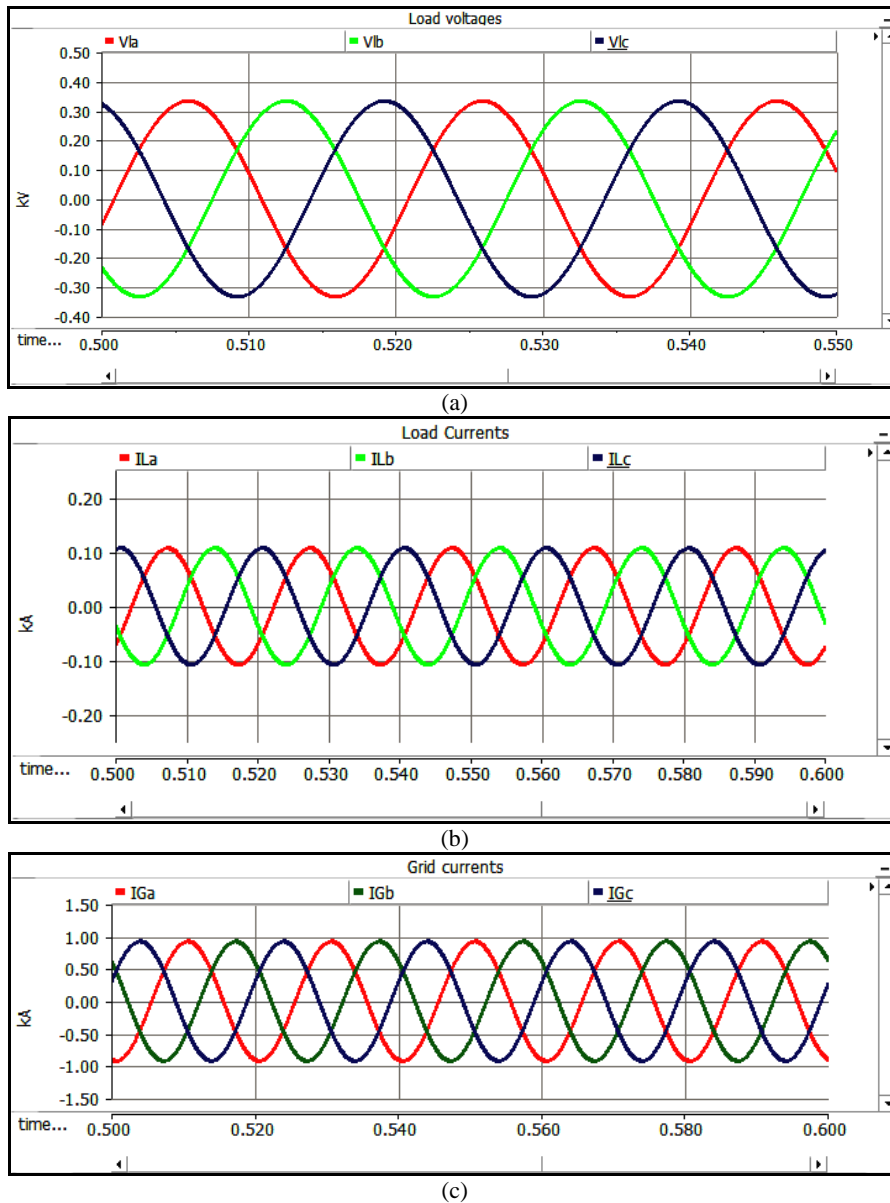 Load voltages
Vla Vlb Vlc
0.50
0.40
0.30
0.20
0.10
0.00
-0.10
-0.20
-0.30
-0.40
kV
time... 0.500 0.510 0.520 0.530 0.540 0.550
(a)
Load Currents
ILa ILb ILc
0.20
0.10
0.00
-0.10
-0.20
kA
time... 0.500 0.510 0.520 0.530 0.540 0.550 0.560 0.570 0.580 0.590 0.600
(b)
Grid currents
IGa IGb IGc
1.50
1.00
0.50
0.00
-0.50
-1.00
-1.50
kA
time... 0.500 0.520 0.540 0.560 0.580 0.600
(c)